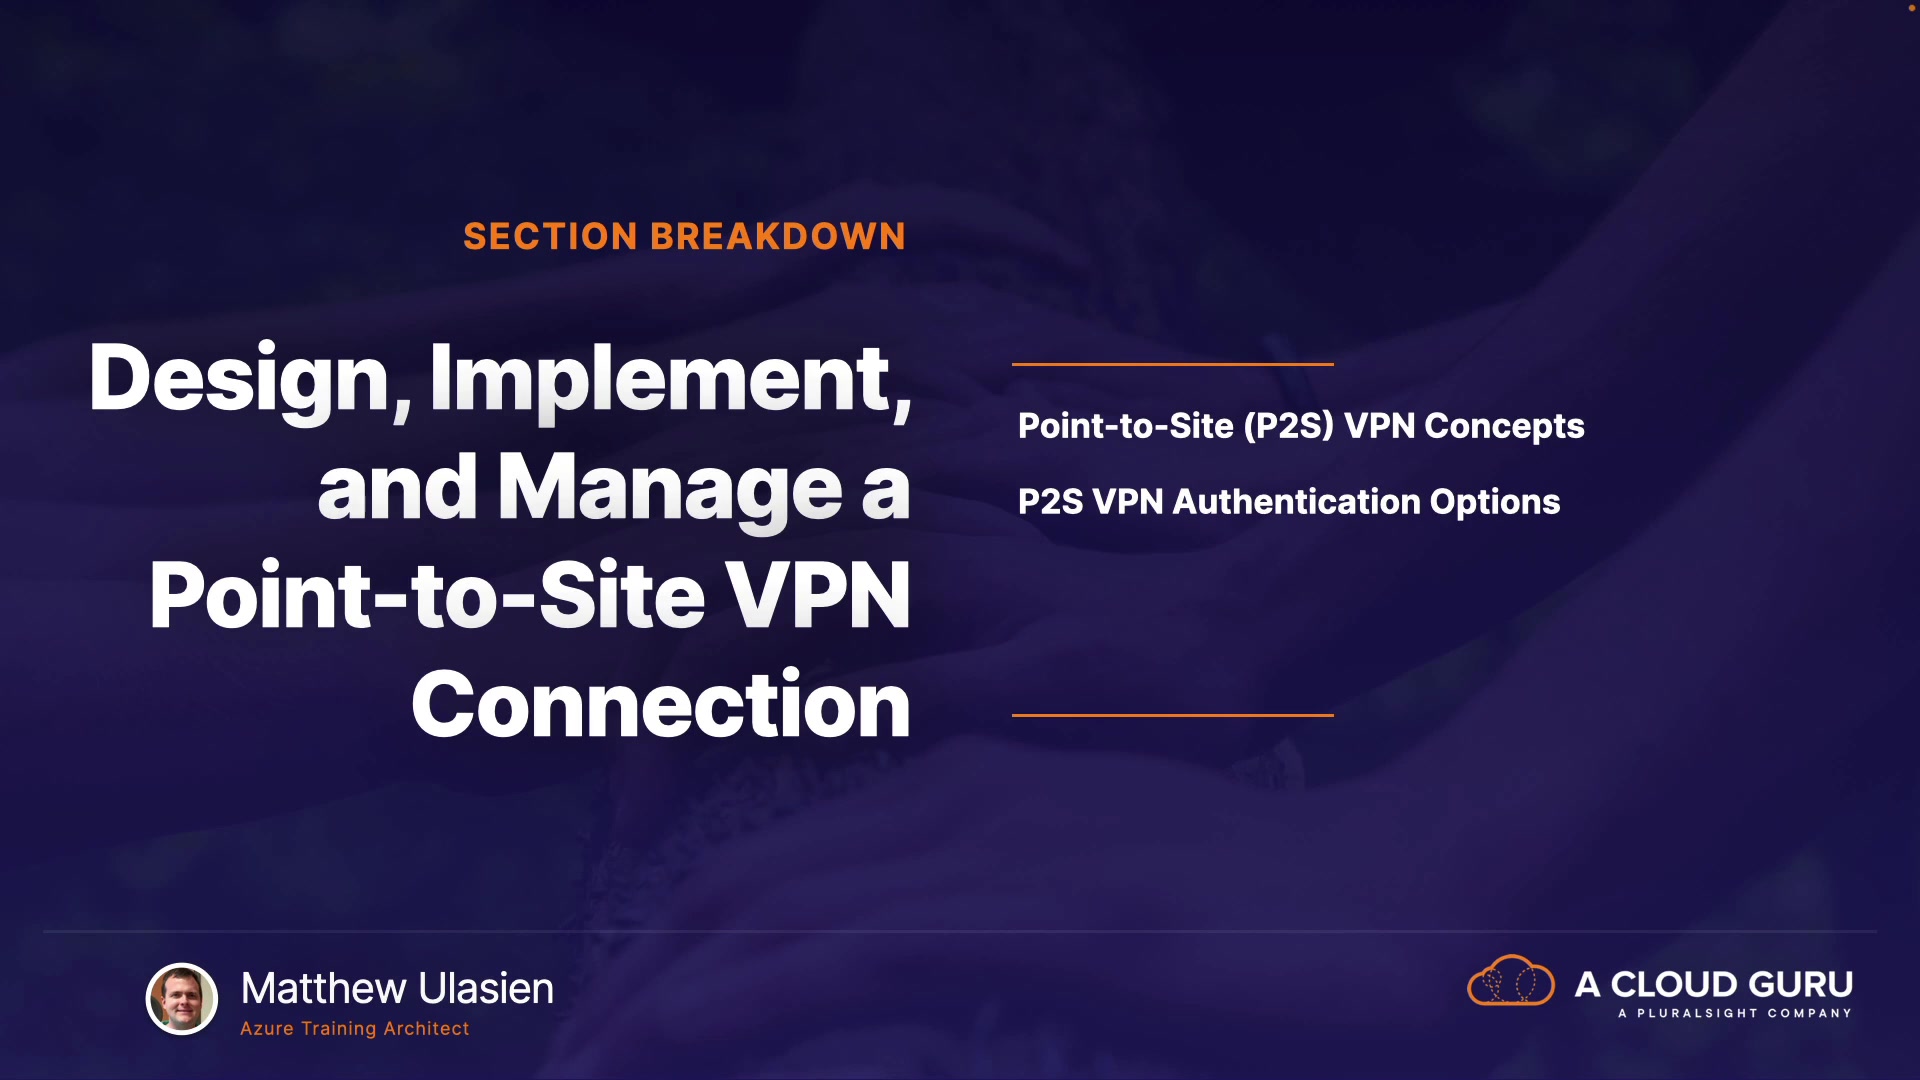 SECTION BREAKDOWN
Design, Implement,
and Manage a
Point-to-Site VPN
Connection
Point-to-Site (P2S) VPN Concepts
P2S VPN Authentication Options
Matthew Ulasien
Azure Training Architect
A CLOUD GURU
A PLURALSIGHT COMPANY